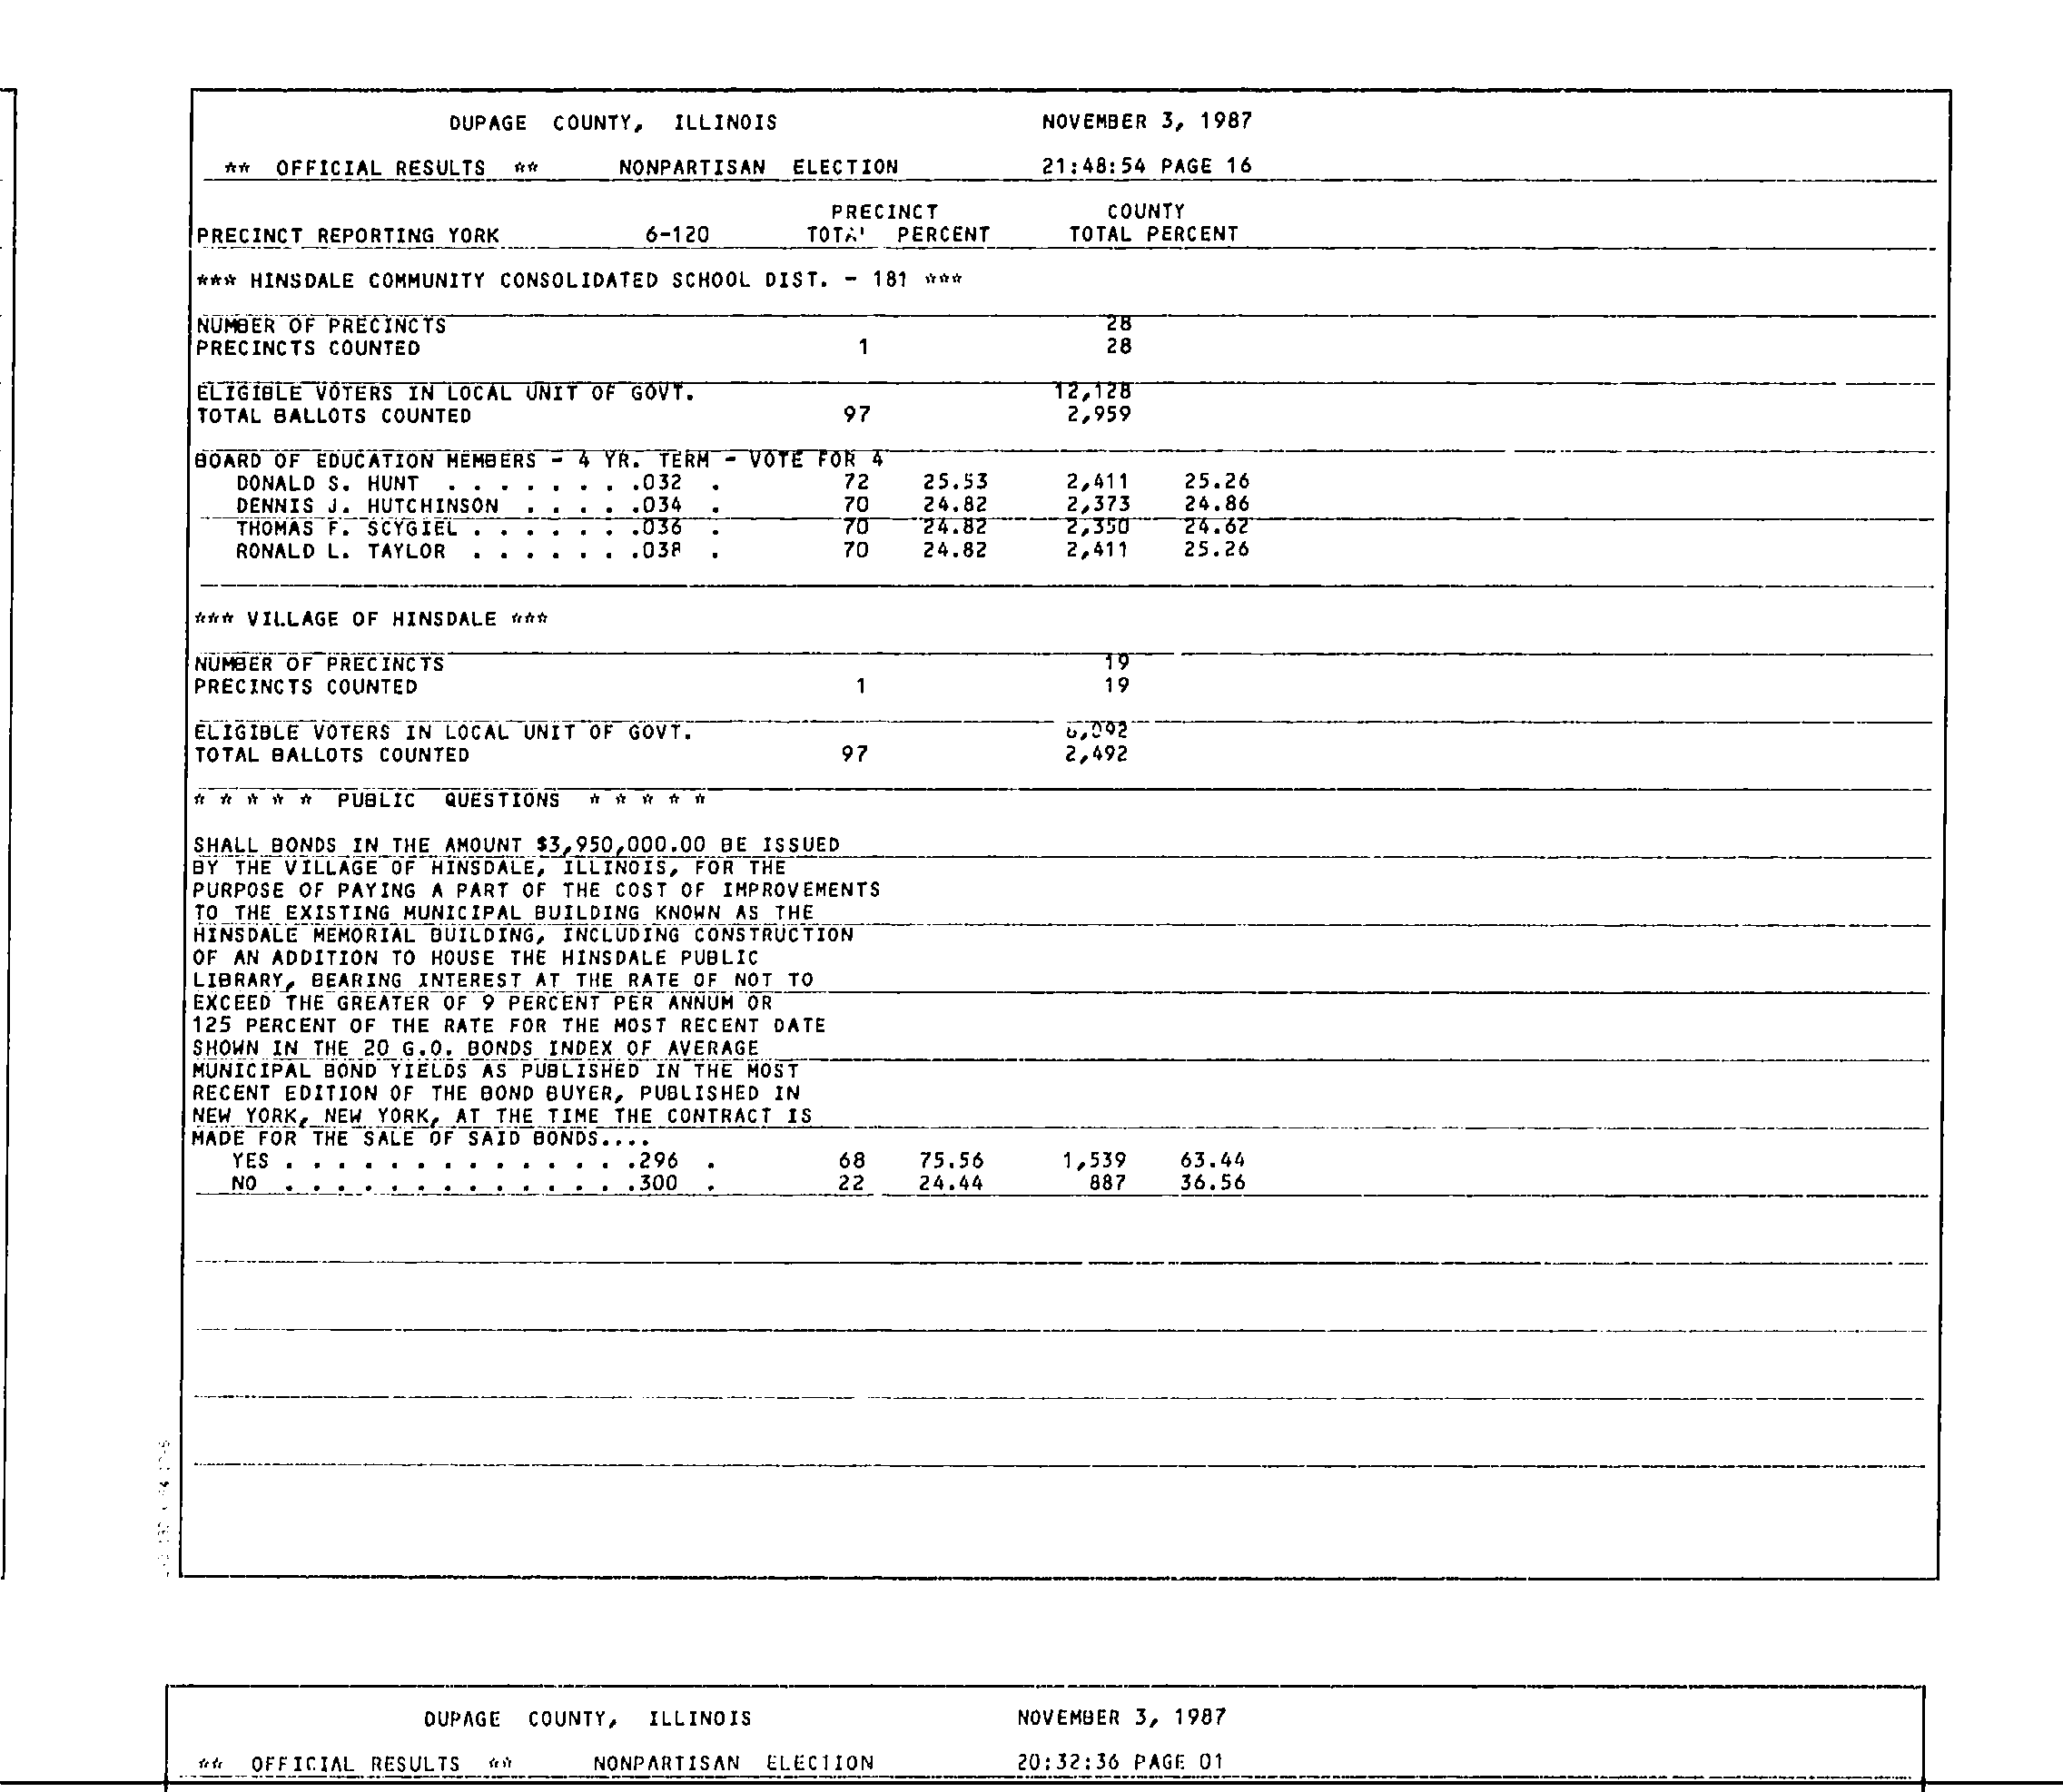 DUPAGE COUNTY, ILLINOIS NOVEMBER 3, 1987
** OFFICIAL RESULTS ** NONPARTISAN ELECTION 21:48:54 PAGE 16
PRECINCT COUNTY
PRECINCT REPORTING YORK 6-120 PERCENT TOTAL PERCENT
*** HINSDALE COMMUNITY CONSOLIDATED SCHOOL DIST. - 181 ***
NUMBER OF PRECINCTS 28
PRECINCTS COUNTED 1 28
ELIGIBLE VOTERS IN LOCAL UNIT OF GOVT. 12,128
TOTAL BALLOTS COUNTED 97 2,959
BOARD OF EDUCATION MEMBERS - 4 YR. TERM - VOTE FOR 4
DONALD S. HUNT . . . . . . . .032 . 72 25.53 2,411 25.26
DENNIS J. HUTCHINSON . . . . .034 . 70 24.82 2,373 24.86
THOMAS F. SCYGIEL . . . . . . .036 . 70 24.82 2,350 24.62
RONALD L. TAYLOR . . . . . . .038 . 70 24.82 2,411 25.26
*** VILLAGE OF HINSDALE ***
NUMBER OF PRECINCTS 19
PRECINCTS COUNTED 1 19
ELIGIBLE VOTERS IN LOCAL UNIT OF GOVT.
TOTAL BALLOTS COUNTED 97 2,492
* * * * * PUBLIC QUESTIONS * * * * *
SHALL BONDS IN THE AMOUNT $3,950,000.00 BE ISSUED
BY THE VILLAGE OF HINSDALE, ILLINOIS, FOR THE
PURPOSE OF PAYING A PART OF THE COST OF IMPROVEMENTS
TO THE EXISTING MUNICIPAL BUILDING KNOWN AS THE
HINSDALE MEMORIAL BUILDING, INCLUDING CONSTRUCTION
OF AN ADDITION TO HOUSE THE HINSDALE PUBLIC
LIBRARY, BEARING INTEREST AT THE RATE OF NOT TO
EXCEED THE GREATER OF 9 PERCENT PER ANNUM OR
125 PERCENT OF THE RATE FOR THE MOST RECENT DATE
SHOWN IN THE 20 G.O. BONDS INDEX OF AVERAGE
MUNICIPAL BOND YIELDS AS PUBLISHED IN THE MOST
RECENT EDITION OF THE BOND BUYER, PUBLISHED IN
NEW YORK, NEW YORK, AT THE TIME THE CONTRACT IS
MADE FOR THE SALE OF SAID BONDS....
YES . . . . . . . . . . . . . .296 . 68 75.56 1,539 63.44
NO . . . . . . . . . . . . . .300 . 22 24.44 887 36.56
DUPAGE COUNTY, ILLINOIS NOVEMBER 3, 1987
** OFFICIAL RESULTS ** NONPARTISAN ELECTION 20:32:36 PAGE 01